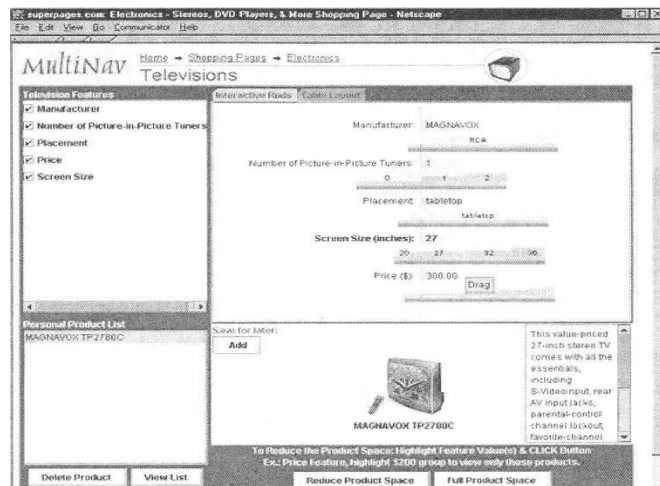 superpages.com: Electronics - Stereos, DVD Players, & More Shopping Page - Netscape
File Edit View Go Communicator Help
MultiNav
Home → Shopping Pages → Electronics
Televisions
Television Features
Manufacturer
Number of Picture-in-Picture Tuners
Placement
Price
Screen Size
Interactive Rods Table Layout
Manufacturer: MAGNAVOX
RCA
Number of Picture-in-Picture Tuners: 1
0 1 2
Placement: tabletop
tabletop
Screen Size (inches): 27
20 27 32 36
Price ($): 300.00
Drag
Personal Product List
MAGNAVOX TP2780C
Delete Product View List
Save for later:
Add
MAGNAVOX TP2780C
This value-priced
27-inch stereo TV
comes with all the
essentials,
including
S-Videoinput, rear
AV input jacks,
parental-control
channel lockout,
favorite-channel
To Reduce the Product Space: Highlight Feature Value(s) & CLICK Button
Ex.: Price Feature, highlight $200 group to view only those products.
Reduce Product Space Full Product Space